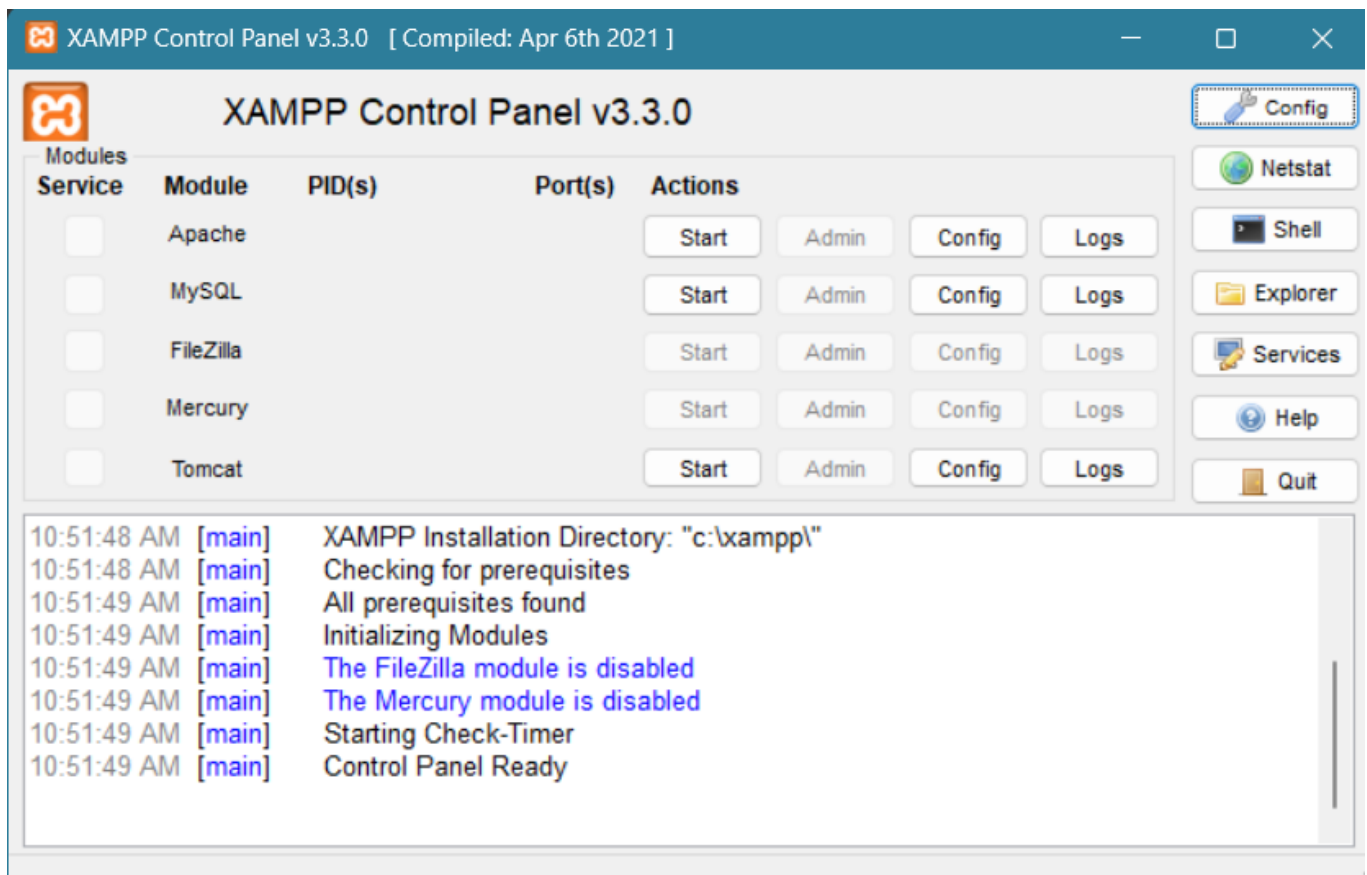 XAMPP Control Panel v3.3.0 [ Compiled: Apr 6th 2021 ]
XAMPP Control Panel v3.3.0
Config
Modules
Netstat
Service Module PID(s) Port(s) Actions
Apache Start Admin Config Logs
Shell
MySQL Start Admin Config Logs
Explorer
FileZilla Start Admin Config Logs
Services
Mercury Start Admin Config Logs
Help
Tomcat Start Admin Config Logs
Quit
10:51:48 AM [main] XAMPP Installation Directory: "c:\xampp\"
10:51:48 AM [main] Checking for prerequisites
10:51:49 AM [main] All prerequisites found
10:51:49 AM [main] Initializing Modules
10:51:49 AM [main] The FileZilla module is disabled
10:51:49 AM [main] The Mercury module is disabled
10:51:49 AM [main] Starting Check-Timer
10:51:49 AM [main] Control Panel Ready